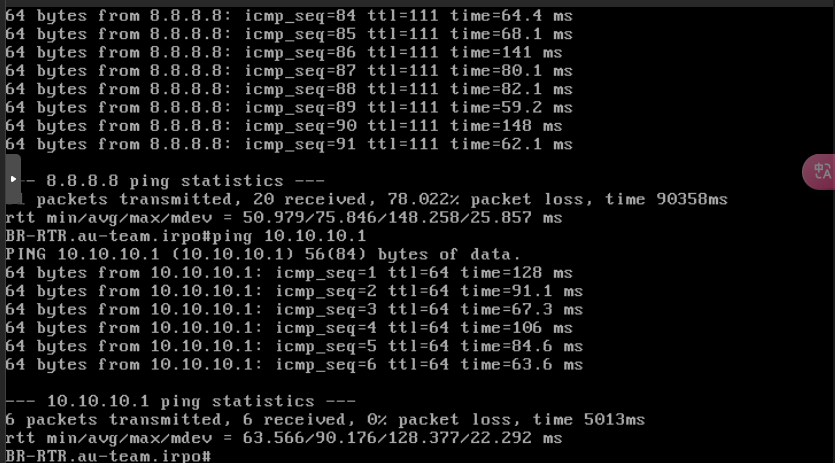 64 bytes from 8.8.8.8: icmp_seq=84 ttl=111 time=64.4 ms
64 bytes from 8.8.8.8: icmp_seq=85 ttl=111 time=68.1 ms
64 bytes from 8.8.8.8: icmp_seq=86 ttl=111 time=141 ms
64 bytes from 8.8.8.8: icmp_seq=87 ttl=111 time=80.1 ms
64 bytes from 8.8.8.8: icmp_seq=88 ttl=111 time=82.1 ms
64 bytes from 8.8.8.8: icmp_seq=89 ttl=111 time=59.2 ms
64 bytes from 8.8.8.8: icmp_seq=90 ttl=111 time=148 ms
64 bytes from 8.8.8.8: icmp_seq=91 ttl=111 time=62.1 ms
-- 8.8.8.8 ping statistics ---
packets transmitted, 20 received, 78.022% packet loss, time 90358ms
rtt min/avg/max/mdev = 50.979/75.846/148.258/25.857 ms
BR-RTR.au-team.irpo#ping 10.10.10.1
PING 10.10.10.1 (10.10.10.1) 56(84) bytes of data.
64 bytes from 10.10.10.1: icmp_seq=1 ttl=64 time=128 ms
64 bytes from 10.10.10.1: icmp_seq=2 ttl=64 time=91.1 ms
64 bytes from 10.10.10.1: icmp_seq=3 ttl=64 time=67.3 ms
64 bytes from 10.10.10.1: icmp_seq=4 ttl=64 time=106 ms
64 bytes from 10.10.10.1: icmp_seq=5 ttl=64 time=84.6 ms
64 bytes from 10.10.10.1: icmp_seq=6 ttl=64 time=63.6 ms
--- 10.10.10.1 ping statistics ---
6 packets transmitted, 6 received, 0% packet loss, time 5013ms
rtt min/avg/max/mdev = 63.566/90.176/128.377/22.292 ms
BR-RTR.au-team.irpo#
中A